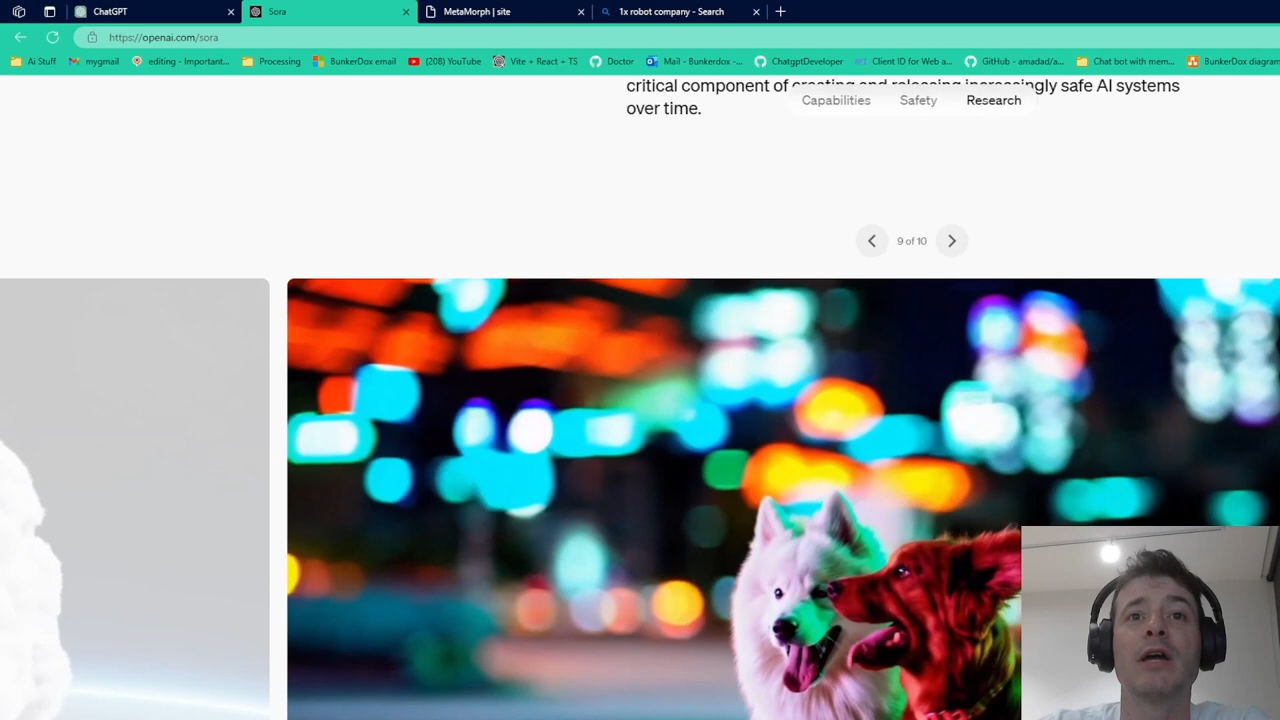 ChatGPT
Sora
MetaMorph | site
1x robot company - Search
https://openai.com/sora
Ai Stuff
mygmail
editing - Important...
Processing
BunkerDox email
(208) YouTube
Vite + React + TS
Doctor
Mail - Bunkerdox -...
ChatgptDeveloper
Client ID for Web a...
GitHub - amadad/a...
Chat bot with mem...
BunkerDox diagram
critical component of creating and releasing increasingly safe AI systems
over time.
Capabilities
Safety
Research
9 of 10